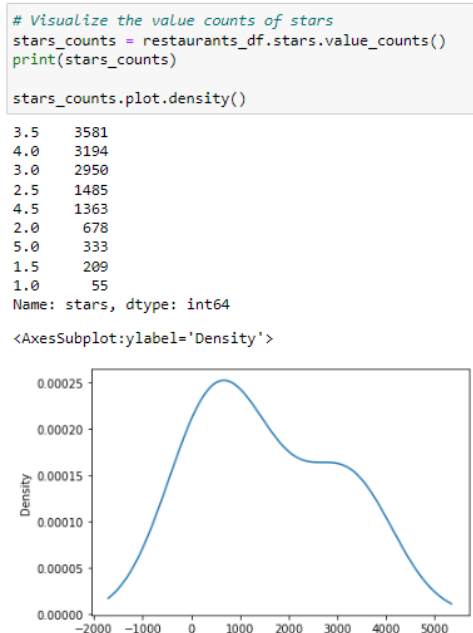 # Visualize the value counts of stars
stars_counts = restaurants_df.stars.value_counts()
print(stars_counts)
stars_counts.plot.density()
3.5    3581
4.0    3194
3.0    2950
2.5    1485
4.5    1363
2.0     678
5.0     333
1.5     209
1.0      55
Name: stars, dtype: int64
<AxesSubplot:ylabel='Density'>
0.00025
0.00020
0.00015
0.00010
0.00005
0.00000
Density
−2000 −1000 0 1000 2000 3000 4000 5000